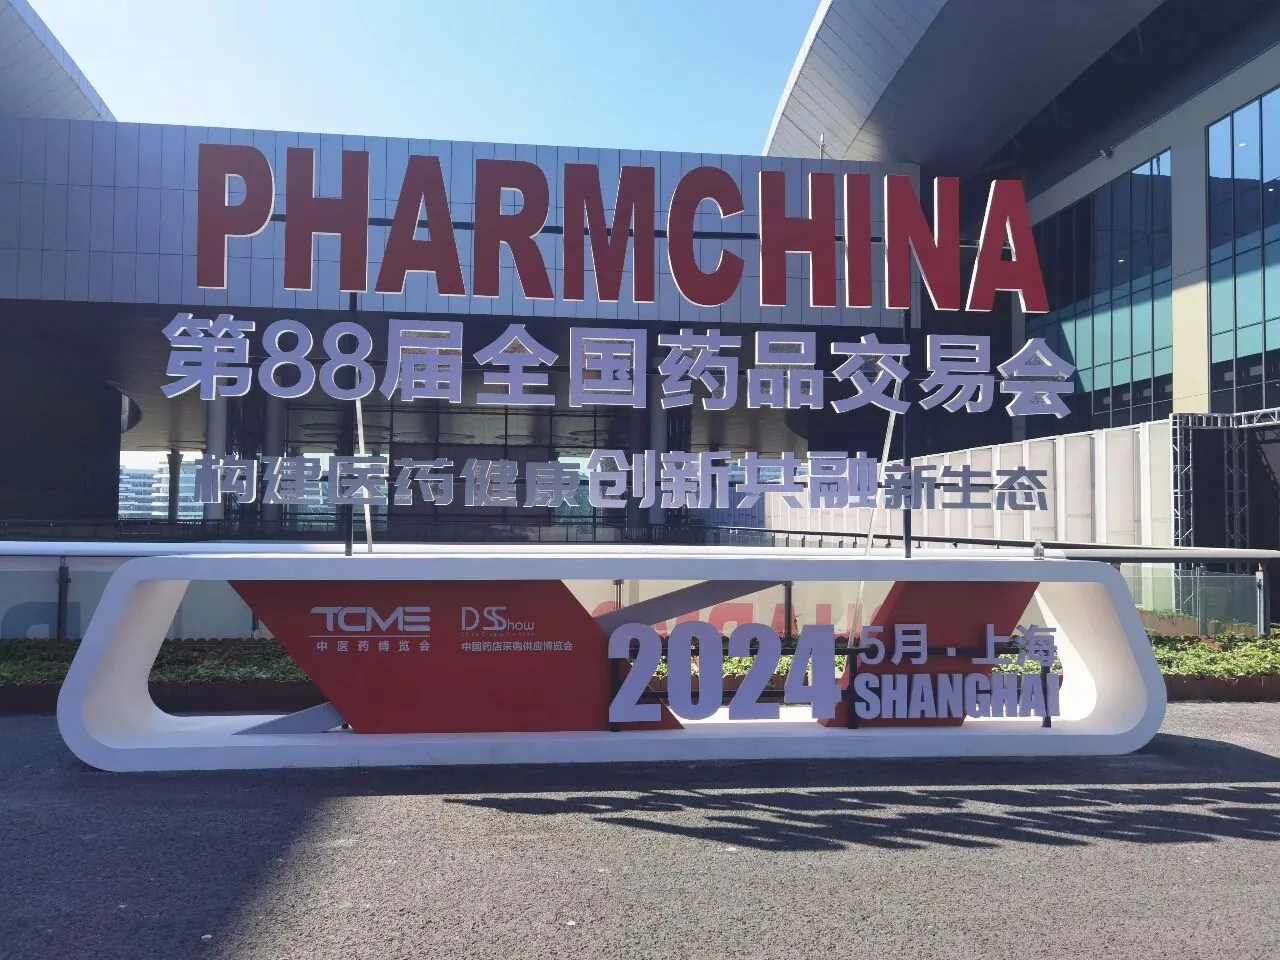 PHARMCHINA
第88届全国药品交易会
构建医药健康创新共融新生态
TCME
中医药博览会
DSShow
中国药店采购供应博览会
2024
5月·上海
SHANGHAI